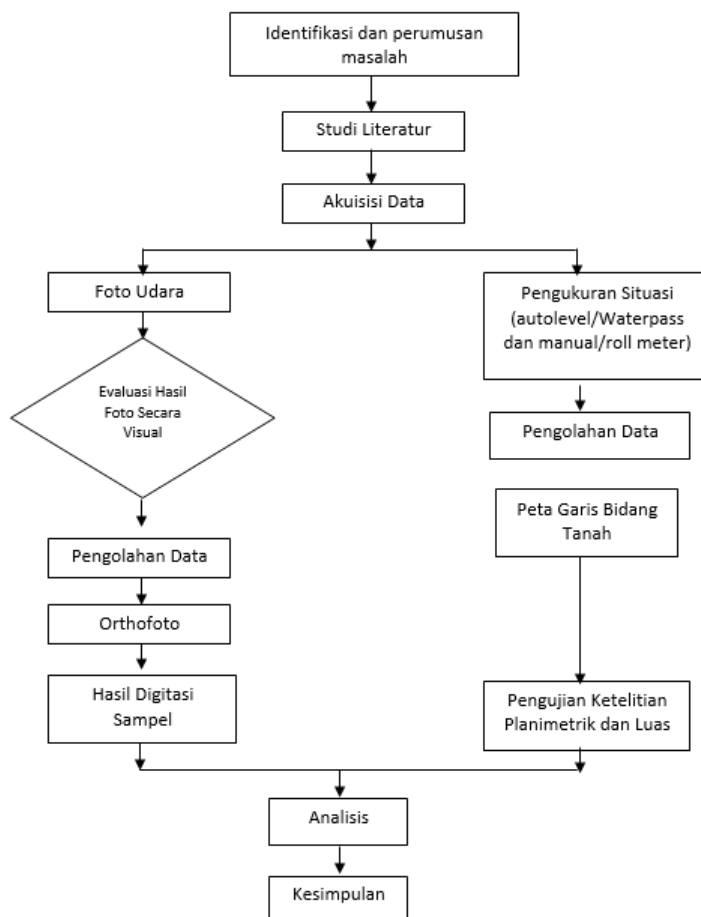 Identifikasi dan perumusan
masalah
Studi Literatur
Akuisisi Data
Foto Udara
Evaluasi Hasil
Foto Secara
Visual
Pengolahan Data
Orthofoto
Hasil Digitasi
Sampel
Pengukuran Situasi
(autolevel/Waterpass
dan manual/roll meter)
Pengolahan Data
Peta Garis Bidang
Tanah
Pengujian Ketelitian
Planimetrik dan Luas
Analisis
Kesimpulan